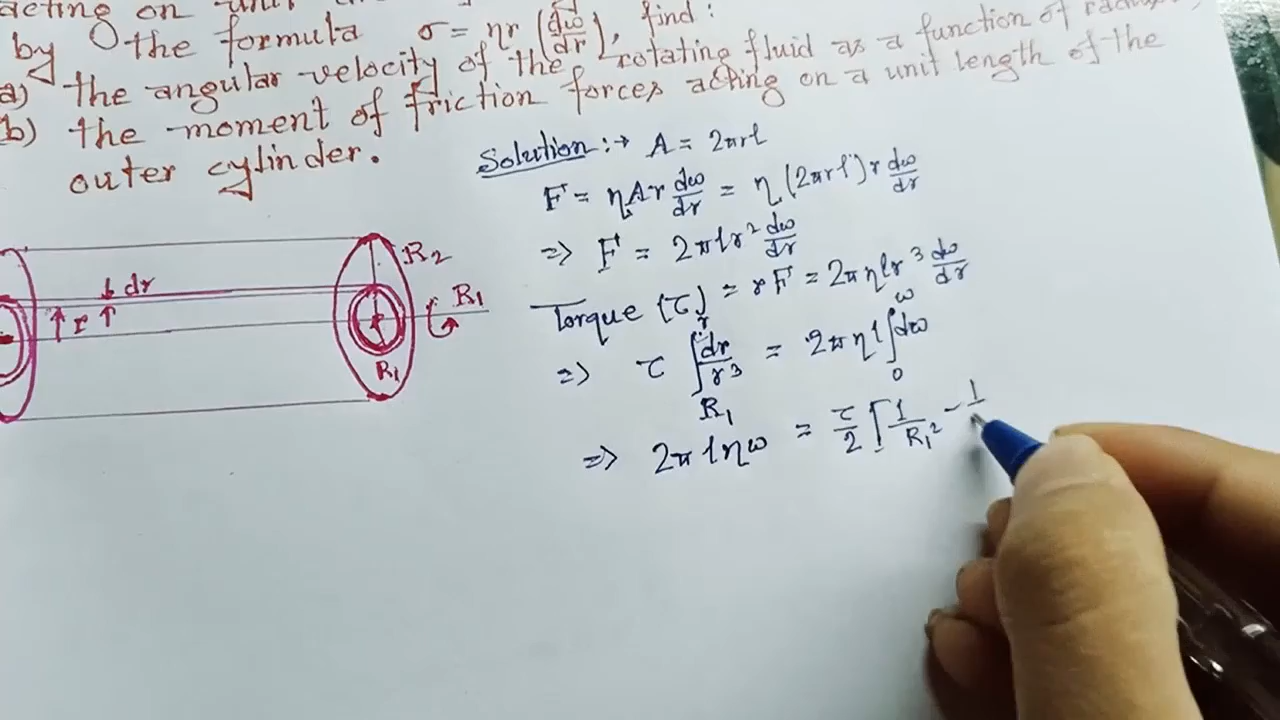 acting on unit
by the formula σ = ηr (dω/dr), find :
a) the angular velocity of the rotating fluid as a function of radius,
b) the moment of friction forces acting on a unit length of the
outer cylinder.
Solution :→ A = 2πrl
F = ηAr dω/dr = η (2πrl) r dω/dr
=> F = 2πlr² dω/dr
Torque (τ) = rF = 2πηlr³ dω/dr
=> τ ∫_{R₁}^{r} dr/r³ = 2πηl ∫_{0}^{ω} dω
=> 2πlηω = τ/2 [1/R₁² - 1
dr
r
R₂
R₁
R₁